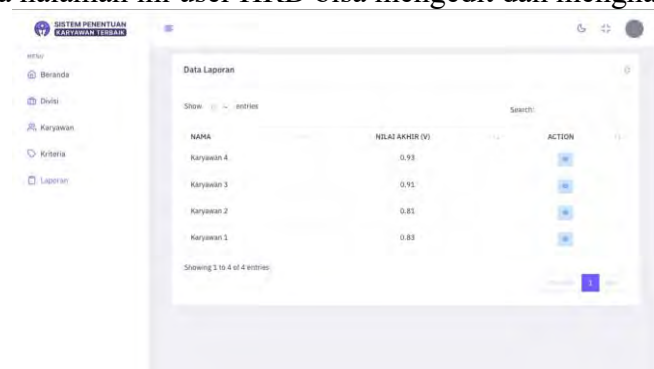 halaman ini user HRD bisa mengedit dan
SISTEM PENENTUAN
KARYAWAN TERBAIK
MENU
Beranda
Divisi
Karyawan
Kriteria
Laporan
Data Laporan
Show entries
Search:
NAMA NILAI AKHIR (V) ACTION
Karyawan 4 0.93
Karyawan 3 0.91
Karyawan 2 0.81
Karyawan 1 0.83
Showing 1 to 4 of 4 entries
1